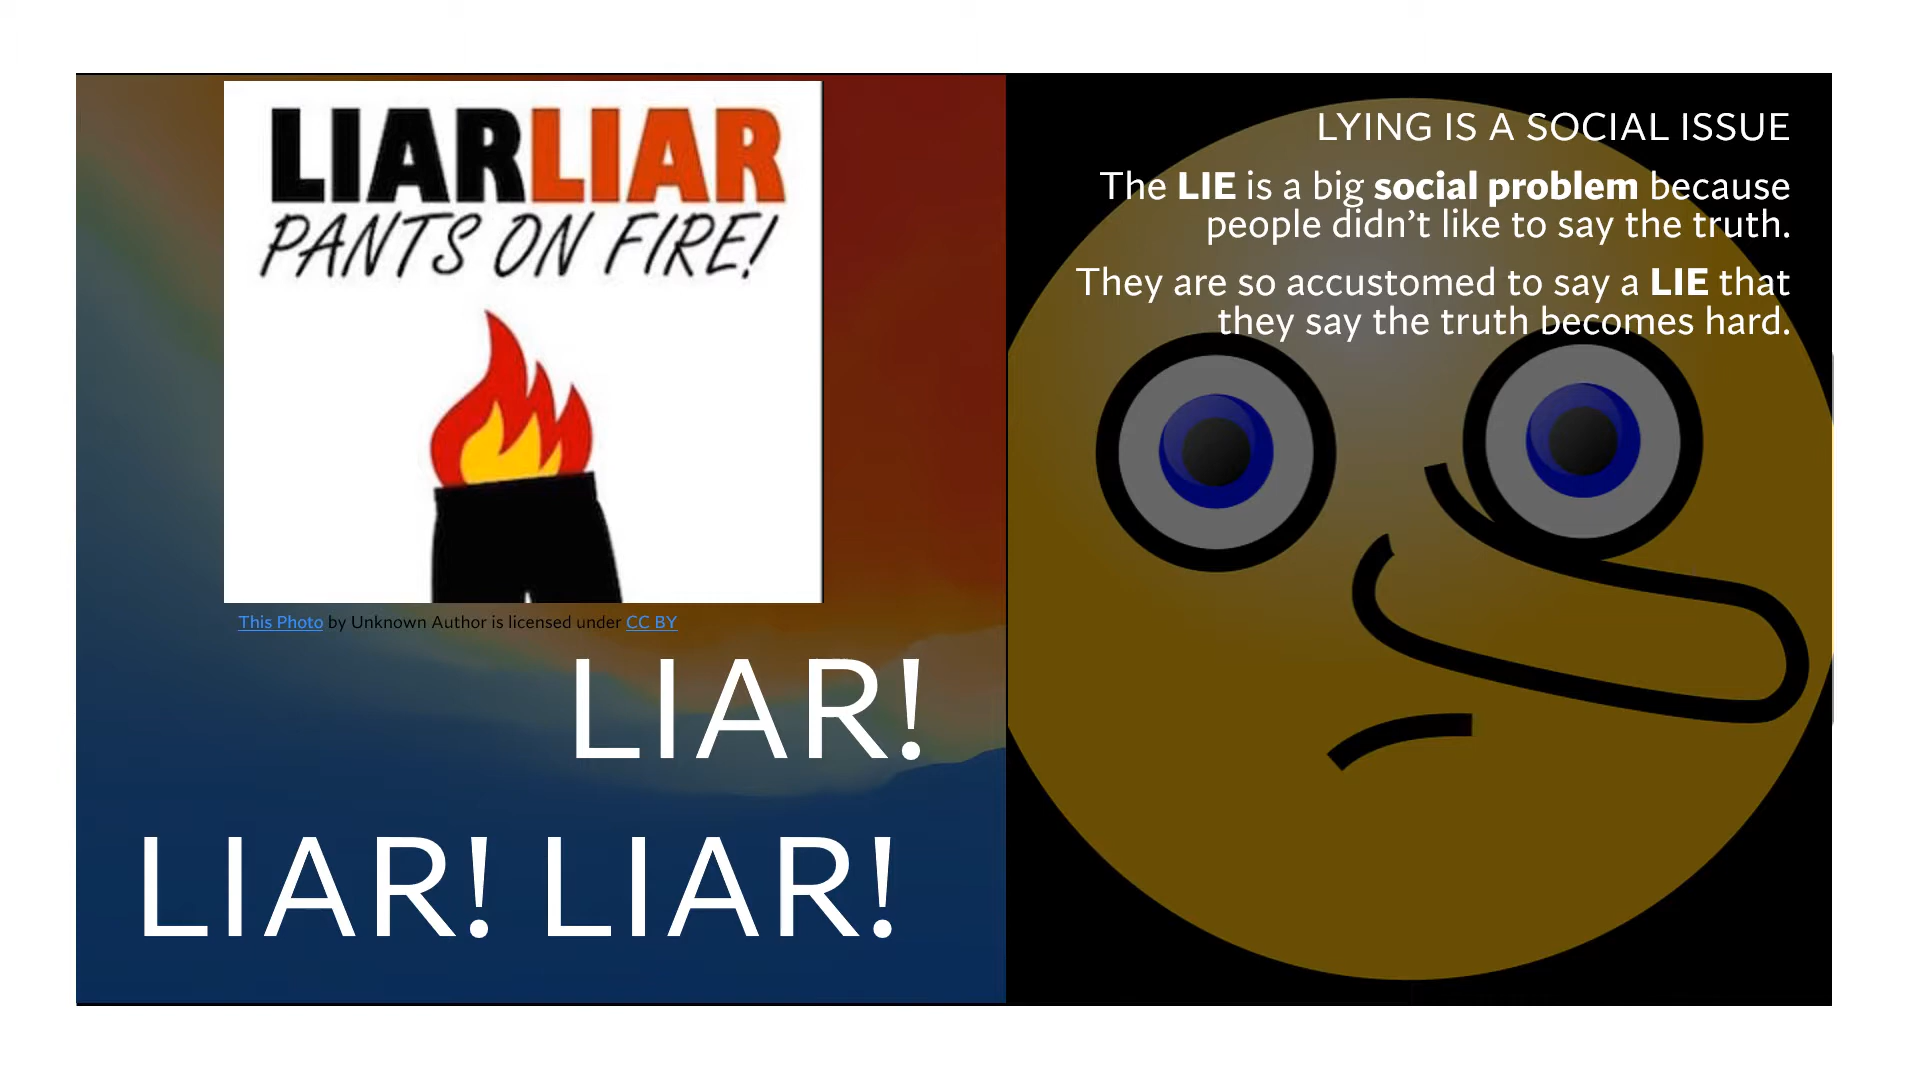 LIARLIAR
PANTS ON FIRE!
This Photo by Unknown Author is licensed under CC BY
LIAR!
LIAR! LIAR!
LYING IS A SOCIAL ISSUE
The LIE is a big social problem because
people didn’t like to say the truth.
They are so accustomed to say a LIE that
they say the truth becomes hard.